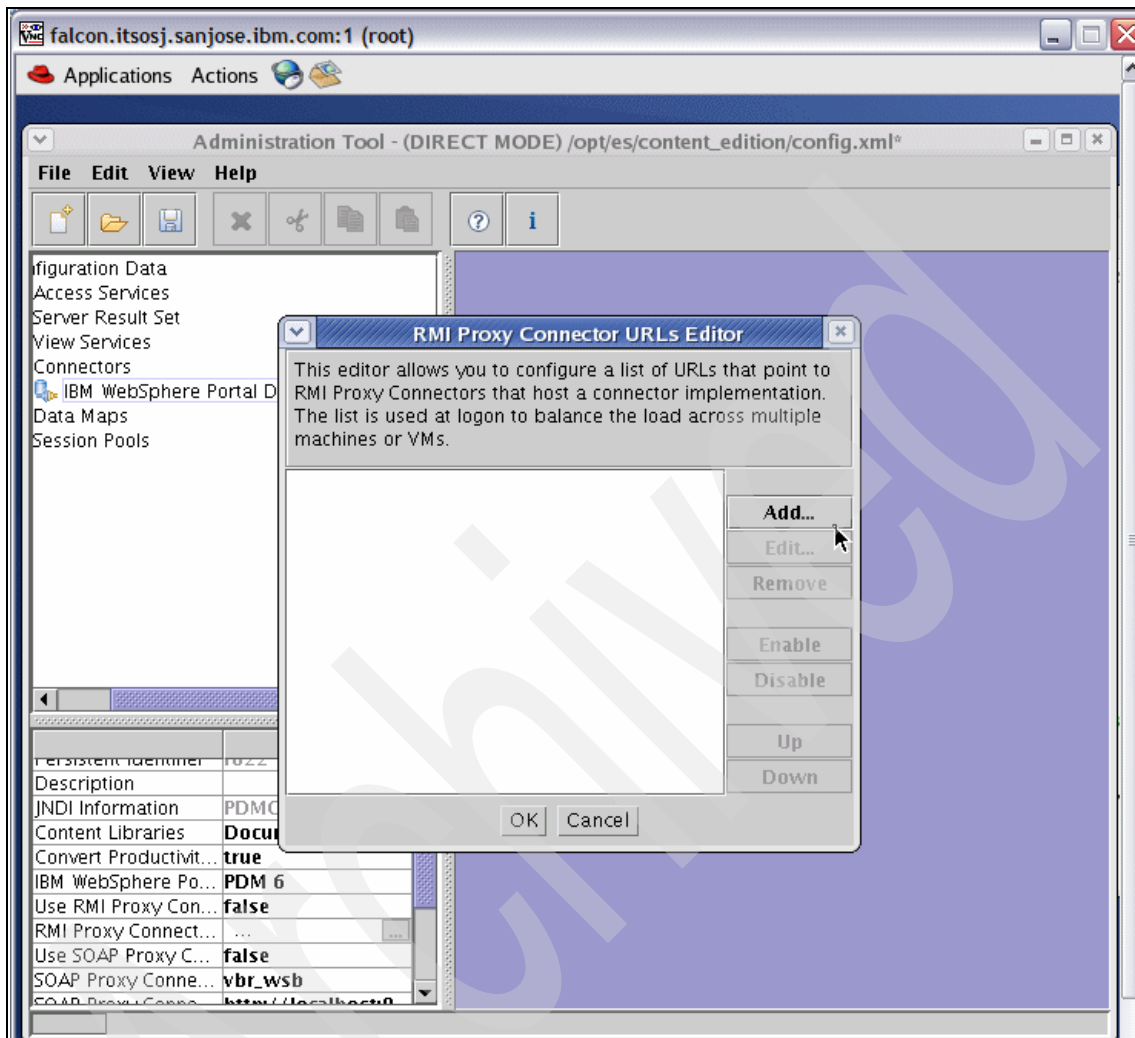 falcon.itsosj.sanjose.ibm.com:1 (root)
Applications Actions
Administration Tool - (DIRECT MODE) /opt/es/content_edition/config.xml*
File Edit View Help
figuration Data
Access Services
Server Result Set
View Services
Connectors
IBM WebSphere Portal D
Data Maps
Session Pools
RMI Proxy Connector URLs Editor
This editor allows you to configure a list of URLs that point to
RMI Proxy Connectors that host a connector implementation.
The list is used at logon to balance the load across multiple
machines or VMs.
Add...
Edit...
Remove
Enable
Disable
Up
Down
OK Cancel
Persistent Identifier
Description
JNDI Information PDMC
Content Libraries Docu
Convert Productivit... true
IBM WebSphere Po... PDM 6
Use RMI Proxy Con... false
RMI Proxy Connect... ... ...
Use SOAP Proxy C... false
SOAP Proxy Conne... vbr_wsb
SOAP Proxy Conne...
Archived